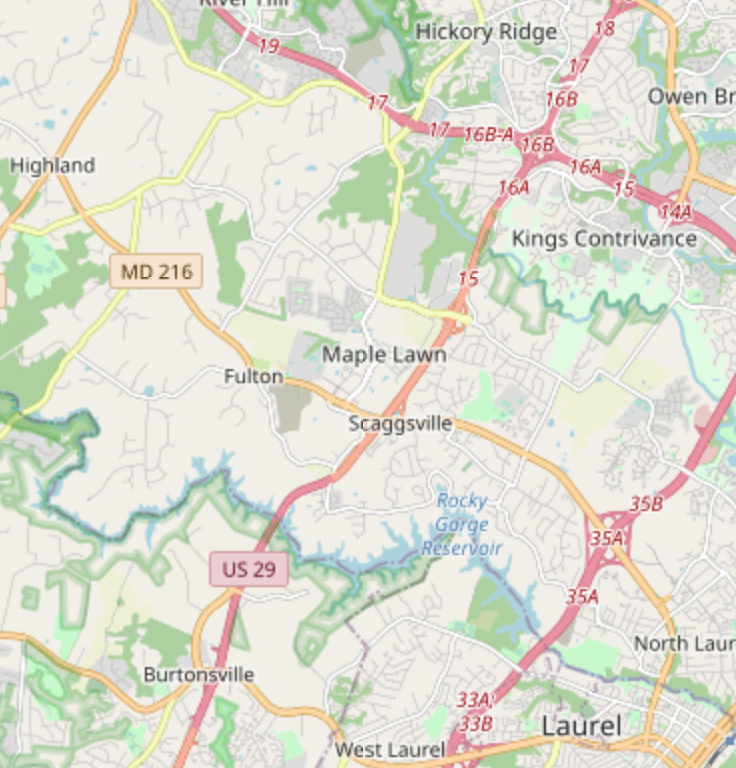 River Hill
18
Hickory Ridge
19
17
Owen Br
17
16B
17
16B-A
16B
Highland
16A
16A
15
14A
Kings Contrivance
MD 216
15
Maple Lawn
Fulton
Scaggsville
Rocky
Gorge
Reservoir
35B
35A
US 29
35A
North Laur
Burtonsville
33A;
33B
Laurel
West Laurel